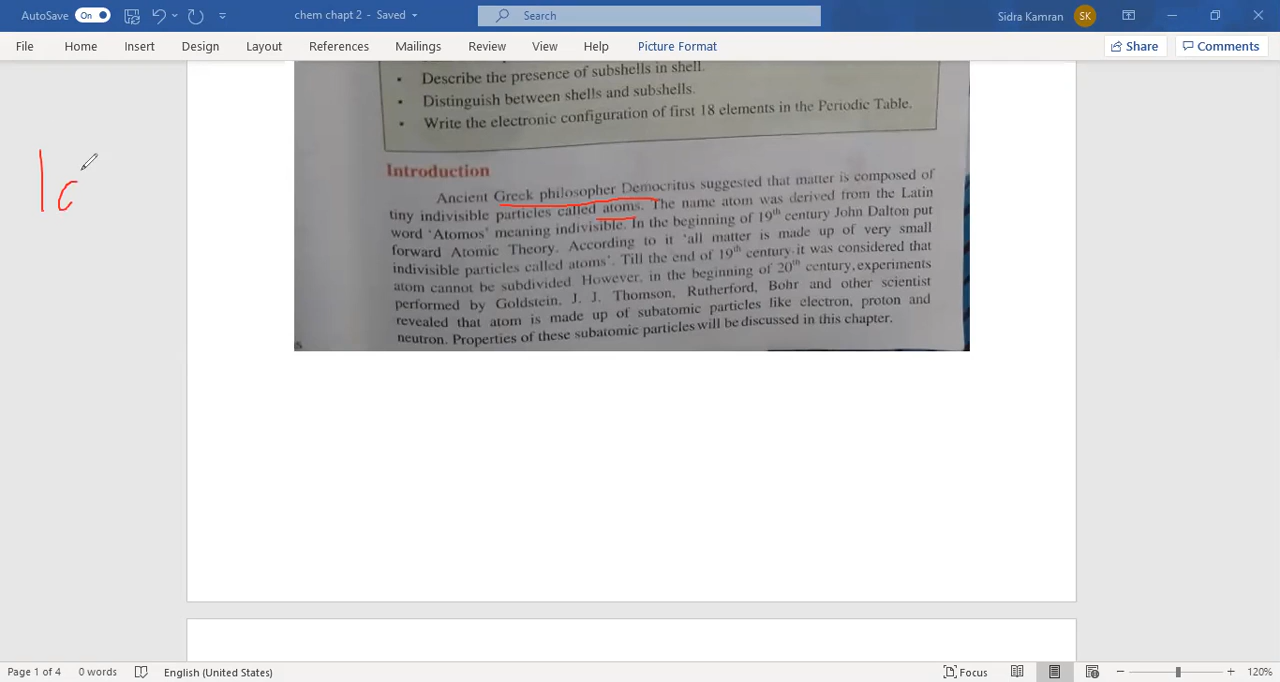 AutoSave On chem chapt 2 - Saved Search Sidra Kamran SK
File Home Insert Design Layout References Mailings Review View Help Picture Format Share Comments
• Describe the presence of subshells in shell.
• Distinguish between shells and subshells.
• Write the electronic configuration of first 18 elements in the Periodic Table.
Introduction
Ancient Greek philosopher Democritus suggested that matter is composed of
tiny indivisible particles called atoms. The name atom was derived from the Latin
word 'Atomos' meaning indivisible. In the beginning of 19th century John Dalton put
forward Atomic Theory. According to it 'all matter is made up of very small
indivisible particles called atoms'. Till the end of 19th century, it was considered that
atom cannot be subdivided However, in the beginning of 20th century, experiments
performed by Goldstein, J. J. Thomson, Rutherford, Bohr and other scientist
revealed that atom is made up of subatomic particles like electron, proton and
neutron. Properties of these subatomic particles will be discussed in this chapter.
Page 1 of 4 0 words English (United States) Focus 120%